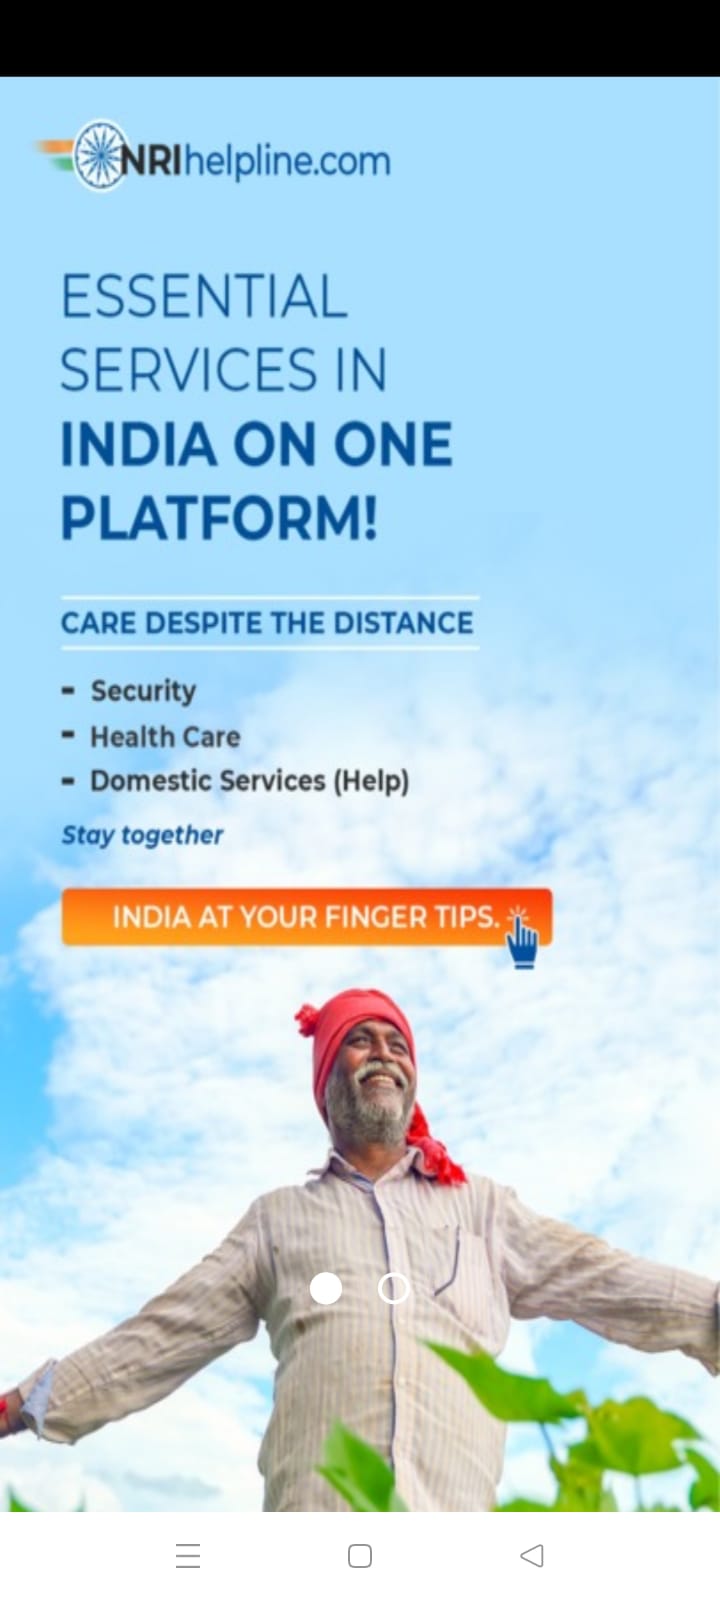 NRIhelpline.com
ESSENTIAL
SERVICES IN
INDIA ON ONE
PLATFORM!
CARE DESPITE THE DISTANCE
- Security
- Health Care
- Domestic Services (Help)
Stay together
INDIA AT YOUR FINGER TIPS.